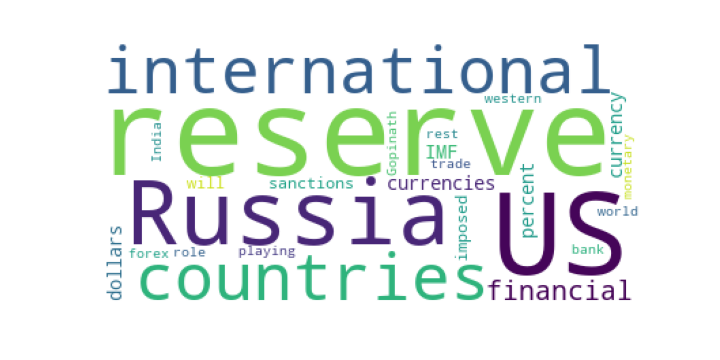 international
western
reserve
India
Gopinath
rest
IMF
trade
currency
monetary
will
sanctions
currencies
Russia
US
percent
imposed
world
dollars
forex
role
playing
bank
countries
financial